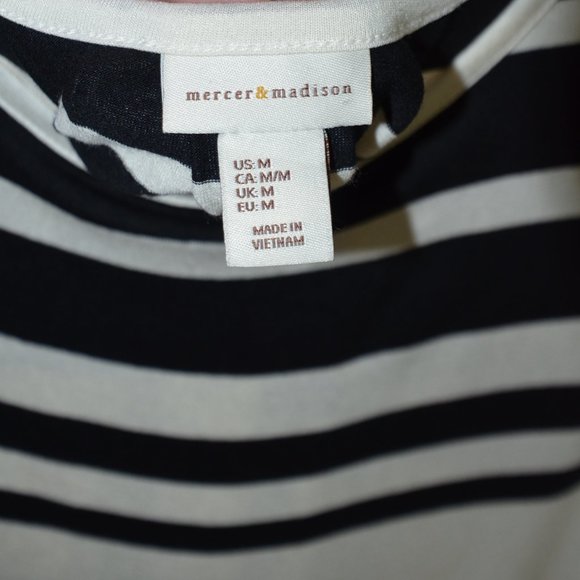 mercer&madison
US: M
CA: M/M
UK: M
EU: M
MADE IN
VIETNAM